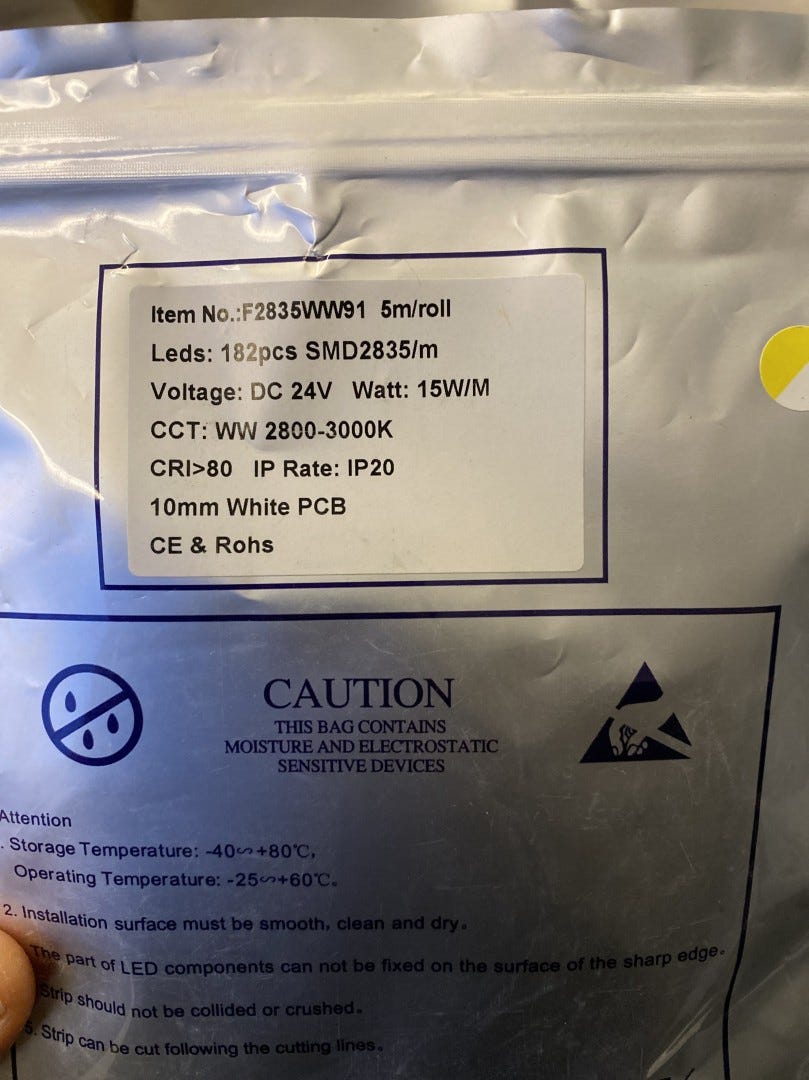 Item No.:F2835WW91 5m/roll
Leds: 182pcs SMD2835/m
Voltage: DC 24V Watt: 15W/M
CCT: WW 2800-3000K
CRI>80 IP Rate: IP20
10mm White PCB
CE & Rohs
CAUTION
THIS BAG CONTAINS
MOISTURE AND ELECTROSTATIC
SENSITIVE DEVICES
Attention
. Storage Temperature: -40∽+80℃,
Operating Temperature: -25∽+60℃。
2. Installation surface must be smooth, clean and dry。
The part of LED components can not be fixed on the surface of the sharp edge。
Strip should not be collided or crushed。
5. Strip can be cut following the cutting lines。